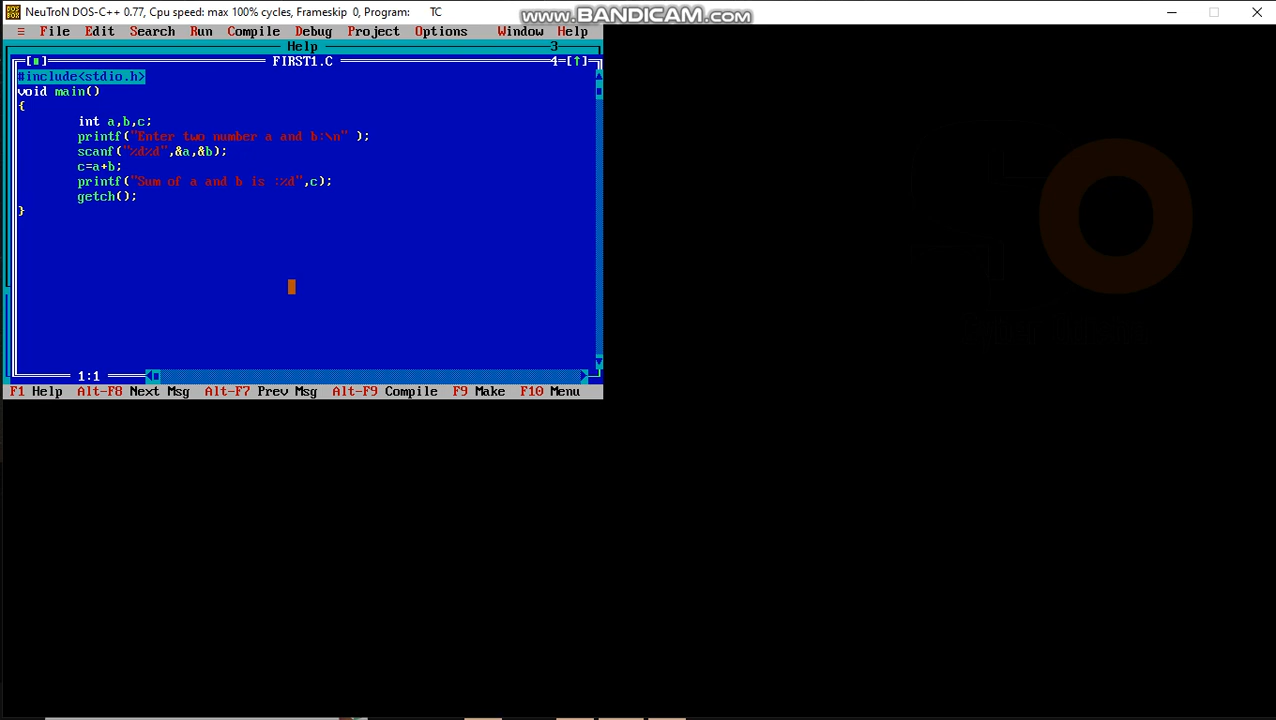 NeuTroN DOS-C++ 0.77, Cpu speed: max 100% cycles, Frameskip 0, Program: TC
www.BANDICAM.com
≡ File Edit Search Run Compile Debug Project Options Window Help
Help 3
[■] FIRST1.C 4=[↑]
#include<stdio.h>
void main()
{
int a,b,c;
printf("Enter two number a and b:\n" );
scanf("%d%d",&a,&b);
c=a+b;
printf("Sum of a and b is :%d",c);
getch();
}
1:1
F1 Help Alt-F8 Next Msg Alt-F7 Prev Msg Alt-F9 Compile F9 Make F10 Menu